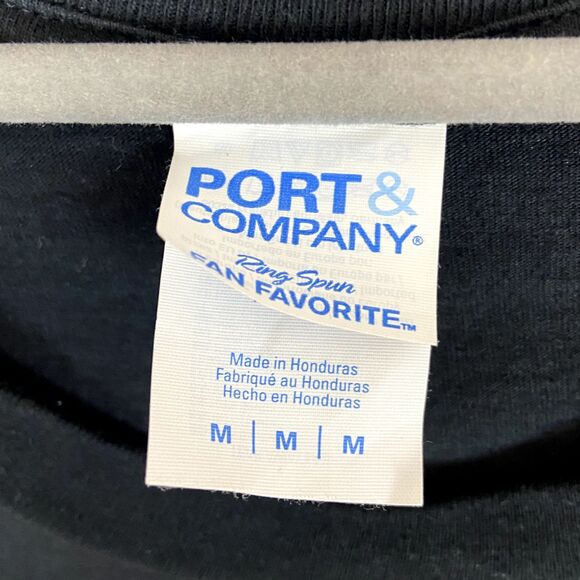 PORT &
COMPANY®
Ring Spun
FAN FAVORITE™
Made in Honduras
Fabriqué au Honduras
Hecho en Honduras
M | M | M